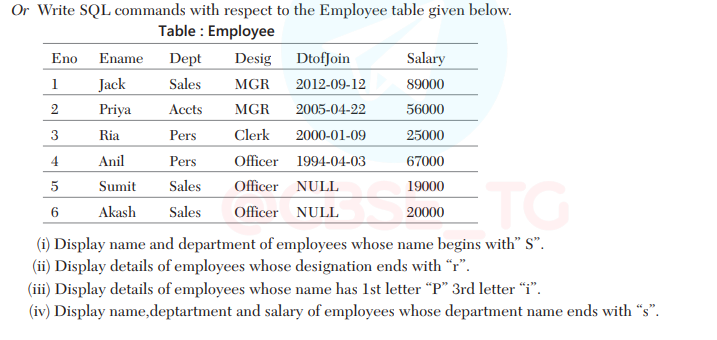 Or Write SQL commands with respect to the Employee table given below.
Table : Employee
Eno Ename Dept Desig DtofJoin Salary
1 Jack Sales MGR 2012-09-12 89000
2 Priya Accts MGR 2005-04-22 56000
3 Ria Pers Clerk 2000-01-09 25000
4 Anil Pers Officer 1994-04-03 67000
5 Sumit Sales Officer NULL 19000
6 Akash Sales Officer NULL 20000
@CBSE_TG
(i) Display name and department of employees whose name begins with” S”.
(ii) Display details of employees whose designation ends with “r”.
(iii) Display details of employees whose name has 1st letter “P” 3rd letter “i”.
(iv) Display name,deptartment and salary of employees whose department name ends with “s”.